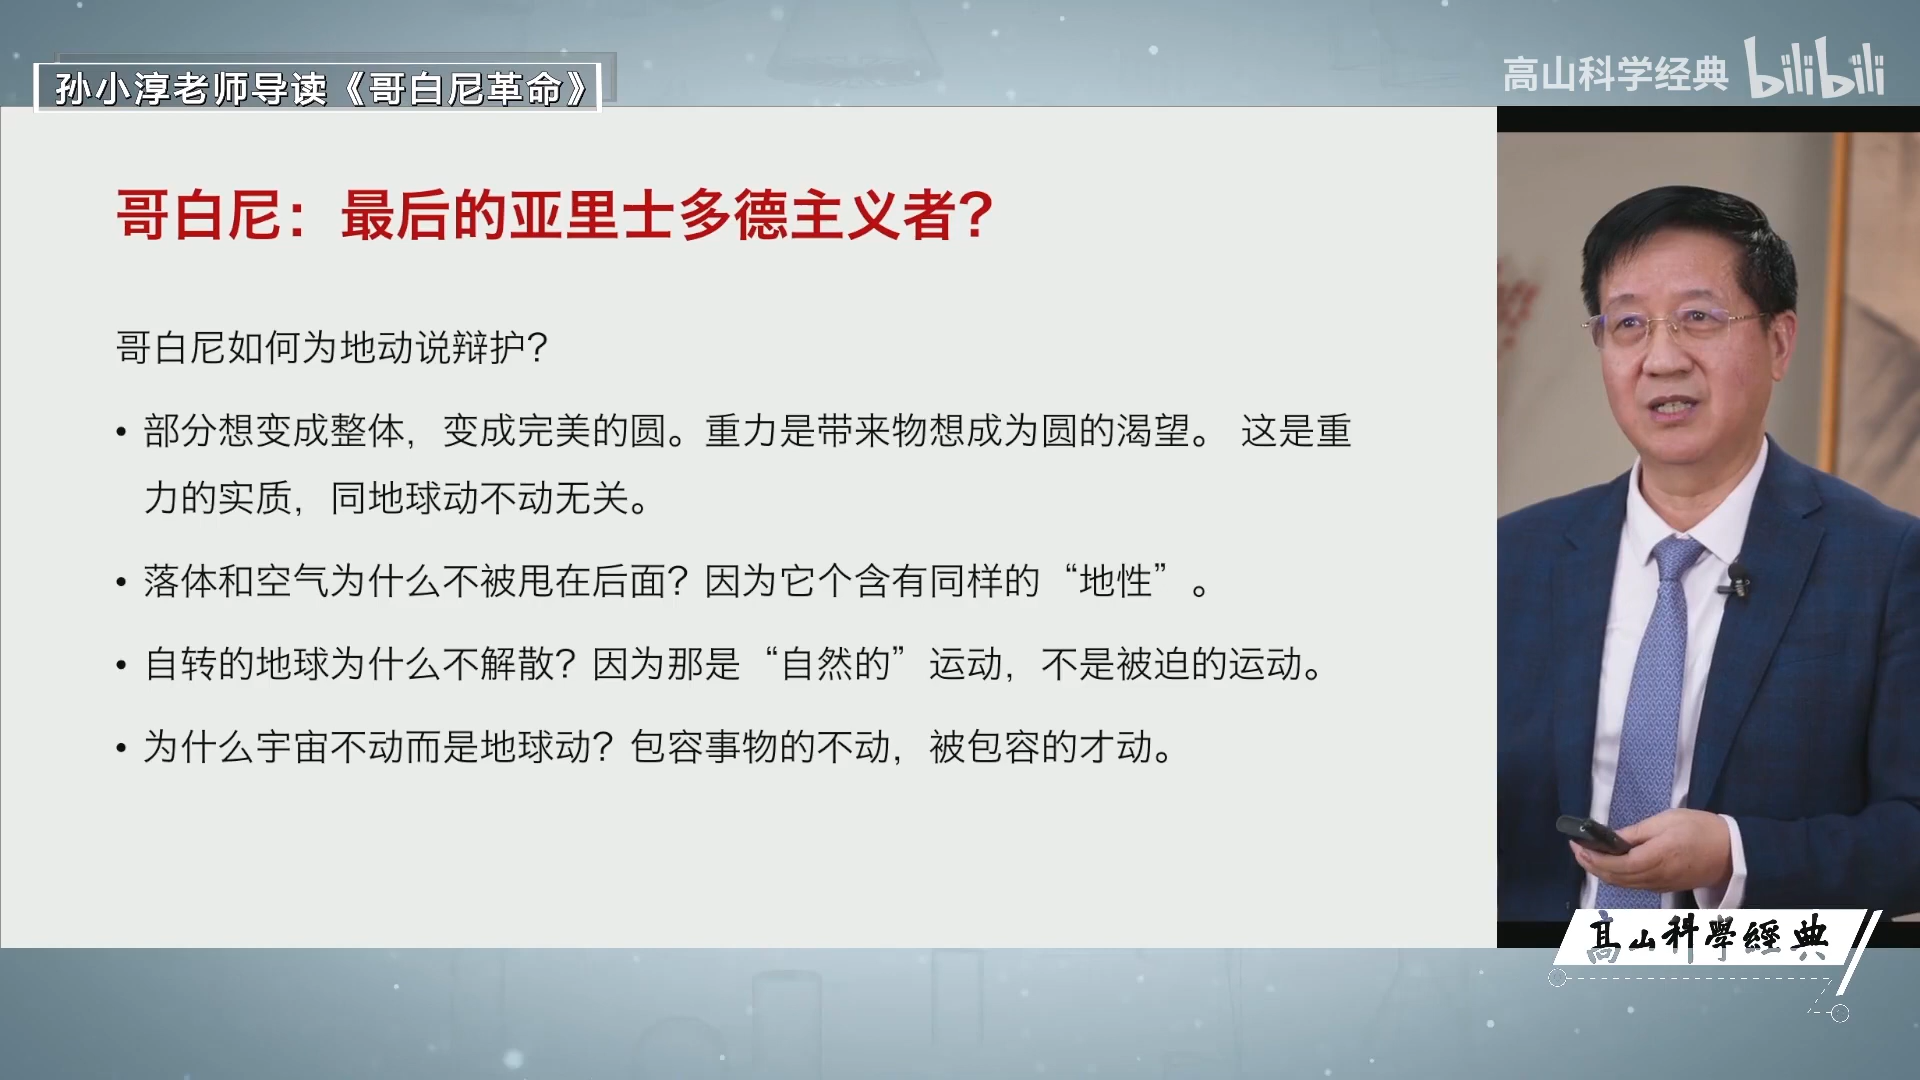 孙小淳老师导读《哥白尼革命》
高山科学经典 bilibili
哥白尼：最后的亚里士多德主义者？
哥白尼如何为地动说辩护？
• 部分想变成整体，变成完美的圆。重力是带来物想成为圆的渴望。 这是重
力的实质，同地球动不动无关。
• 落体和空气为什么不被甩在后面？因为它个含有同样的“地性”。
• 自转的地球为什么不解散？因为那是“自然的”运动，不是被迫的运动。
• 为什么宇宙不动而是地球动？包容事物的不动，被包容的才动。
高山科學經典